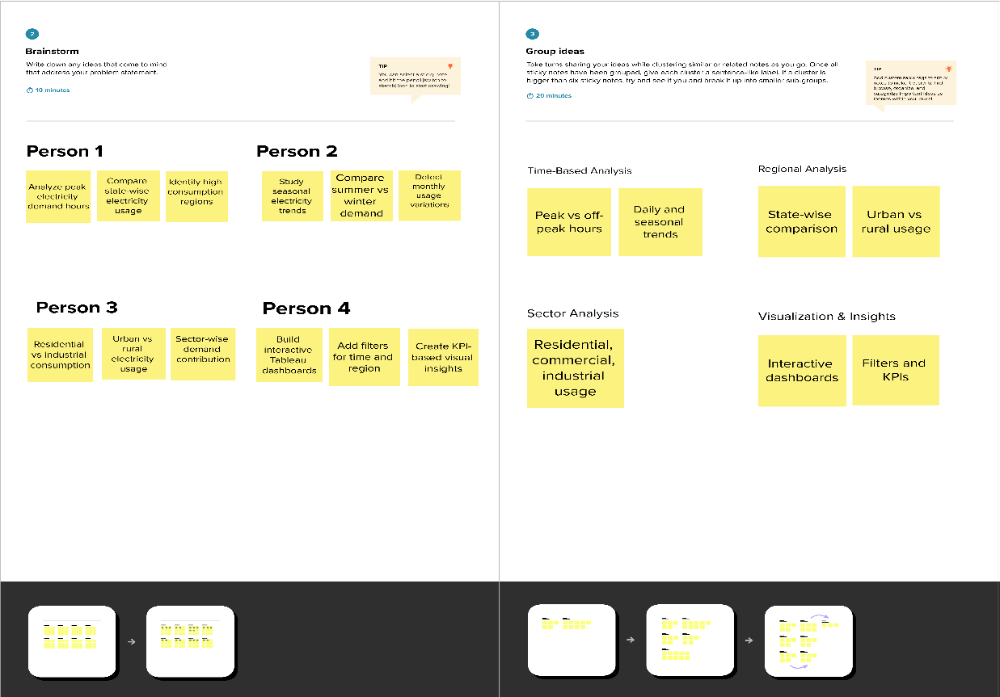 2
Brainstorm
Write down any ideas that come to mind
that address your problem statement.
10 minutes
TIP
You can select a sticky note
and hit the pencil [switch to
sketch] icon to start drawing!
Person 1
Analyze peak
electricity
demand hours
Compare
state-wise
electricity
usage
Identify high
consumption
regions
Person 2
Study
seasonal
electricity
trends
Compare
summer vs
winter
demand
Detect
monthly
usage
variations
Person 3
Residential
vs industrial
consumption
Urban vs
rural
electricity
usage
Sector-wise
demand
contribution
Person 4
Build
interactive
Tableau
dashboards
Add filters
for time and
region
Create KPI-
based visual
insights
3
Group ideas
Take turns sharing your ideas while clustering similar or related notes as you go. Once all
sticky notes have been grouped, give each cluster a sentence-like label. If a cluster is
bigger than six sticky notes, try and see if you and break it up into smaller sub-groups.
20 minutes
TIP
Add customizable tags to sticky
notes to make it easier to find,
browse, organize, and
categorize important ideas as
themes within your mural.
Time-Based Analysis
Peak vs off-
peak hours
Daily and
seasonal
trends
Regional Analysis
State-wise
comparison
Urban vs
rural usage
Sector Analysis
Residential,
commercial,
industrial
usage
Visualization & Insights
Interactive
dashboards
Filters and
KPIs